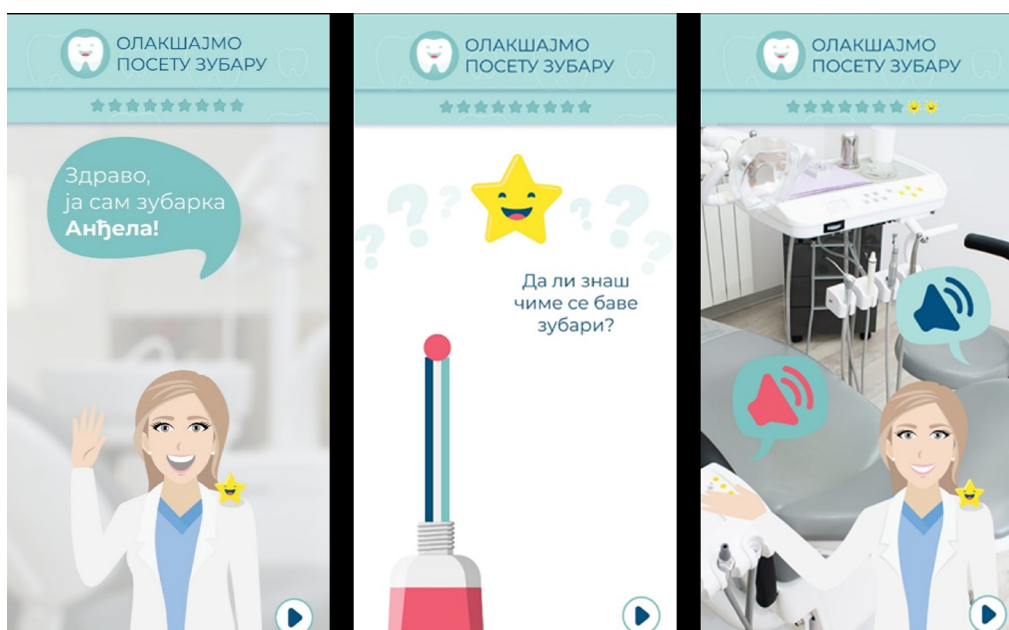 ОЛАКШАЈМО
ПОСЕТУ ЗУБАРУ
Здраво,
ја сам зубарка
Анђела!
ОЛАКШАЈМО
ПОСЕТУ ЗУБАРУ
Да ли знаш
чиме се баве
зубари?
ОЛАКШАЈМО
ПОСЕТУ ЗУБАРУ